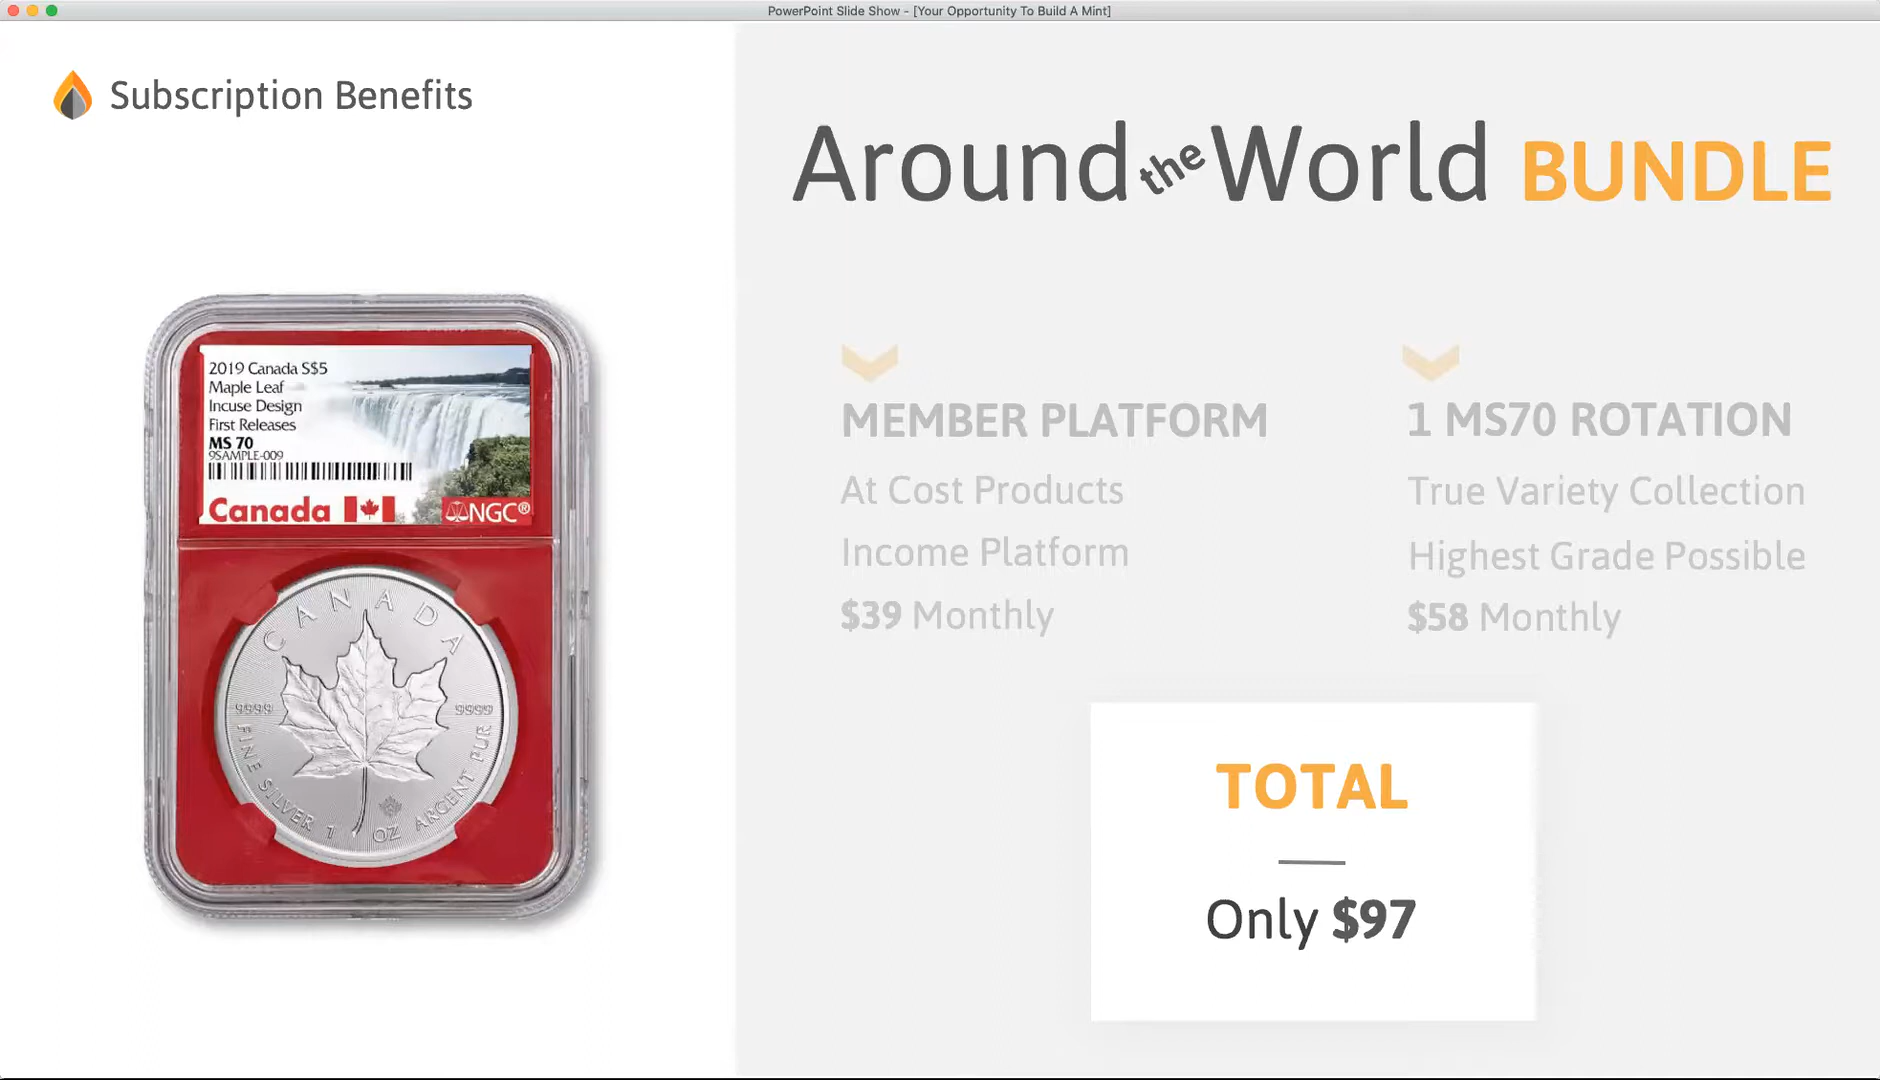 PowerPoint Slide Show - [Your Opportunity To Build A Mint]
Subscription Benefits
Around the World BUNDLE
2019 Canada S$5
Maple Leaf
Incuse Design
First Releases
MS 70
9SAMPLE-009
Canada
NGC®
CANADA
9999 9999
FINE SILVER 1 OZ ARGENT PUR
MEMBER PLATFORM
At Cost Products
Income Platform
$39 Monthly
1 MS70 ROTATION
True Variety Collection
Highest Grade Possible
$58 Monthly
TOTAL
Only $97